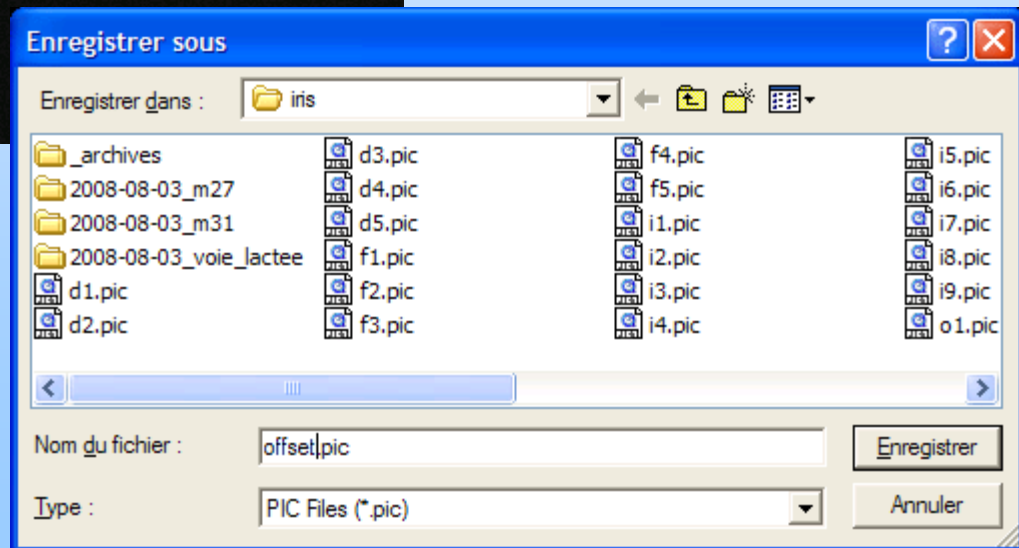 Enregistrer sous
Enregistrer dans : iris
_archives d3.pic f4.pic i5.pic
2008-08-03_m27 d4.pic f5.pic i6.pic
2008-08-03_m31 d5.pic i1.pic i7.pic
2008-08-03_voie_lactee f1.pic i2.pic i8.pic
d1.pic f2.pic i3.pic i9.pic
d2.pic f3.pic i4.pic o1.pic
Nom du fichier : offset.pic Enregistrer
Type : PIC Files (*.pic) Annuler